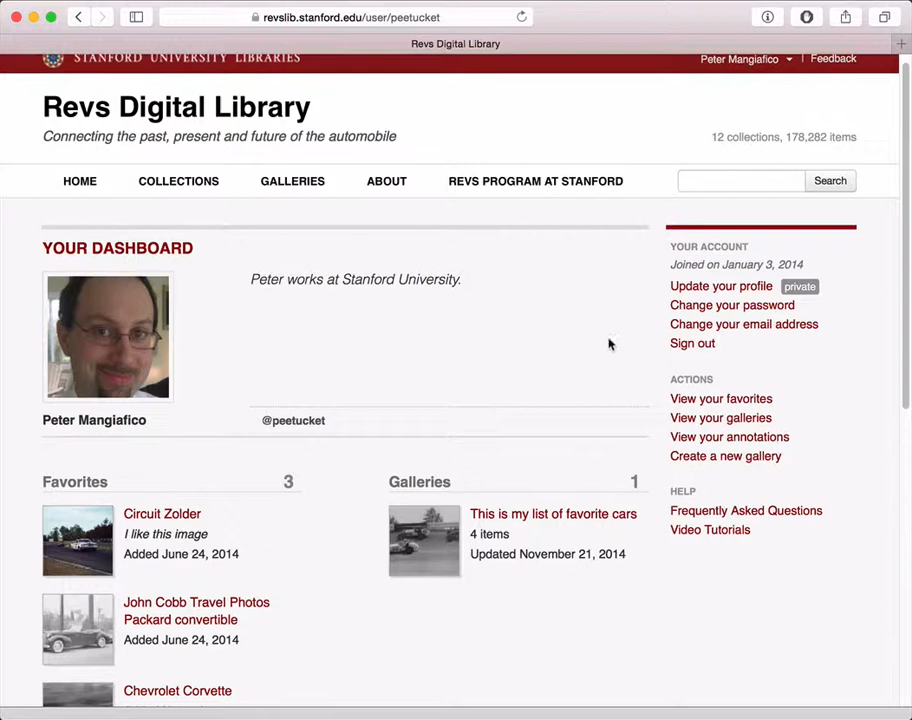 revslib.stanford.edu/user/peetucket
Revs Digital Library
STANFORD UNIVERSITY LIBRARIES
Peter Mangiafico | Feedback
Revs Digital Library
Connecting the past, present and future of the automobile
12 collections, 178,282 items
HOME COLLECTIONS GALLERIES ABOUT REVS PROGRAM AT STANFORD Search
YOUR DASHBOARD
Peter works at Stanford University.
Peter Mangiafico
@peetucket
YOUR ACCOUNT
Joined on January 3, 2014
Update your profile private
Change your password
Change your email address
Sign out
ACTIONS
View your favorites
View your galleries
View your annotations
Create a new gallery
HELP
Frequently Asked Questions
Video Tutorials
Favorites 3
Circuit Zolder
I like this image
Added June 24, 2014
John Cobb Travel Photos
Packard convertible
Added June 24, 2014
Chevrolet Corvette
Galleries 1
This is my list of favorite cars
4 items
Updated November 21, 2014